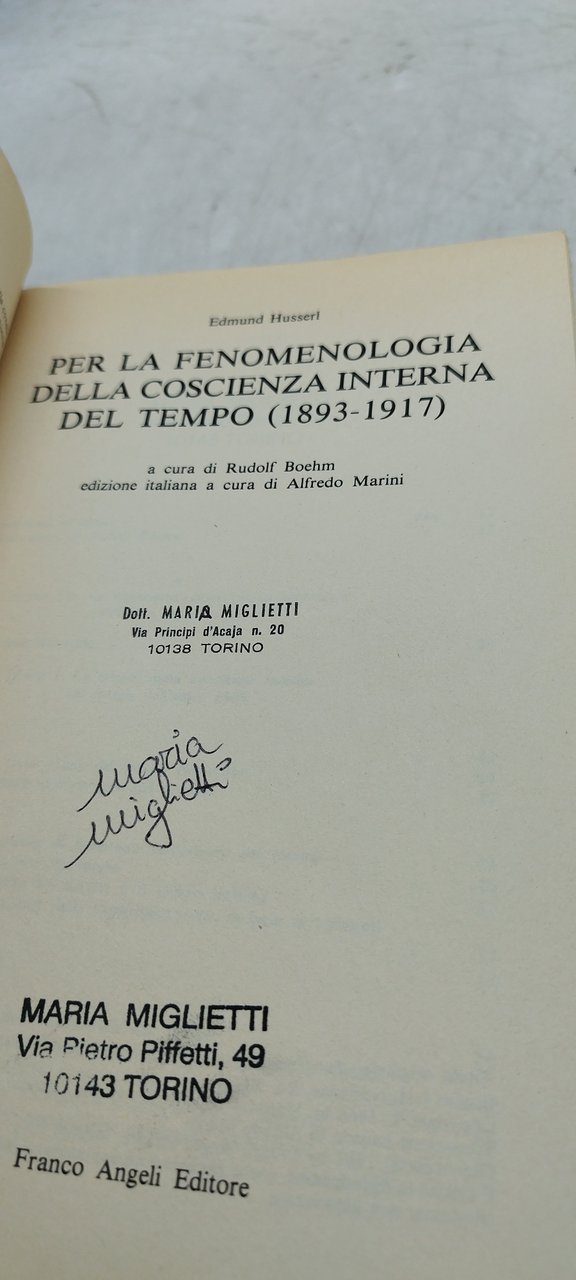 Edmund Husserl
PER LA FENOMENOLOGIA
DELLA COSCIENZA INTERNA
DEL TEMPO (1893-1917)
a cura di Rudolf Boehm
edizione italiana a cura di Alfredo Marini
Dott. MARIA MIGLIETTI
Via Principi d'Acaja n. 20
10138 TORINO
Maria
Miglietti
MARIA MIGLIETTI
Via Pietro Piffetti, 49
10143 TORINO
Franco Angeli Editore